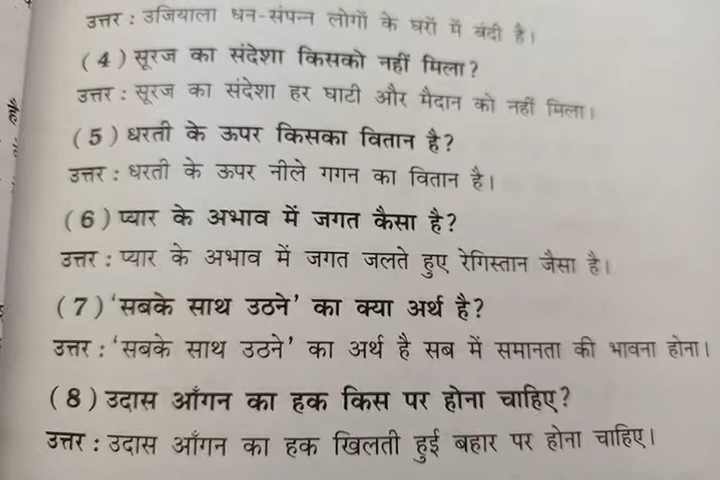 उत्तर : उजियाला धन-संपन्न लोगों के घरों में बंदी है।
(4) सूरज का संदेशा किसको नहीं मिला?
उत्तर : सूरज का संदेशा हर घाटी और मैदान को नहीं मिला।
(5) धरती के ऊपर किसका वितान है?
उत्तर : धरती के ऊपर नीले गगन का वितान है।
(6) प्यार के अभाव में जगत कैसा है?
उत्तर : प्यार के अभाव में जगत जलते हुए रेगिस्तान जैसा है।
(7) 'सबके साथ उठने' का क्या अर्थ है?
उत्तर : 'सबके साथ उठने' का अर्थ है सब में समानता की भावना होना।
(8) उदास आँगन का हक किस पर होना चाहिए?
उत्तर : उदास आँगन का हक खिलती हुई बहार पर होना चाहिए।